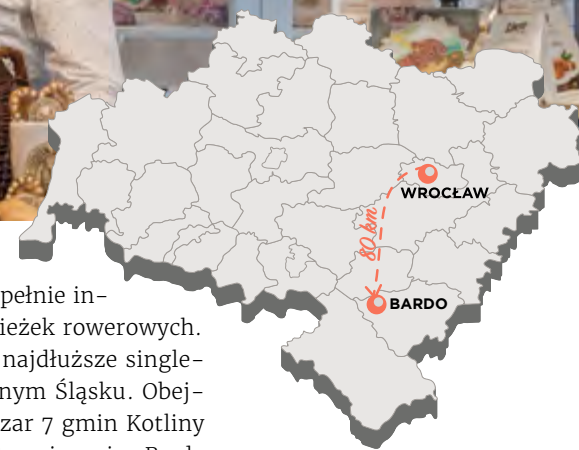 WROCŁAW
80 km
BARDO
pełnie in-
ieżek rowerowych.
najdłuższe single-
nym Śląsku. Obej-
zar 7 gmin Kotliny